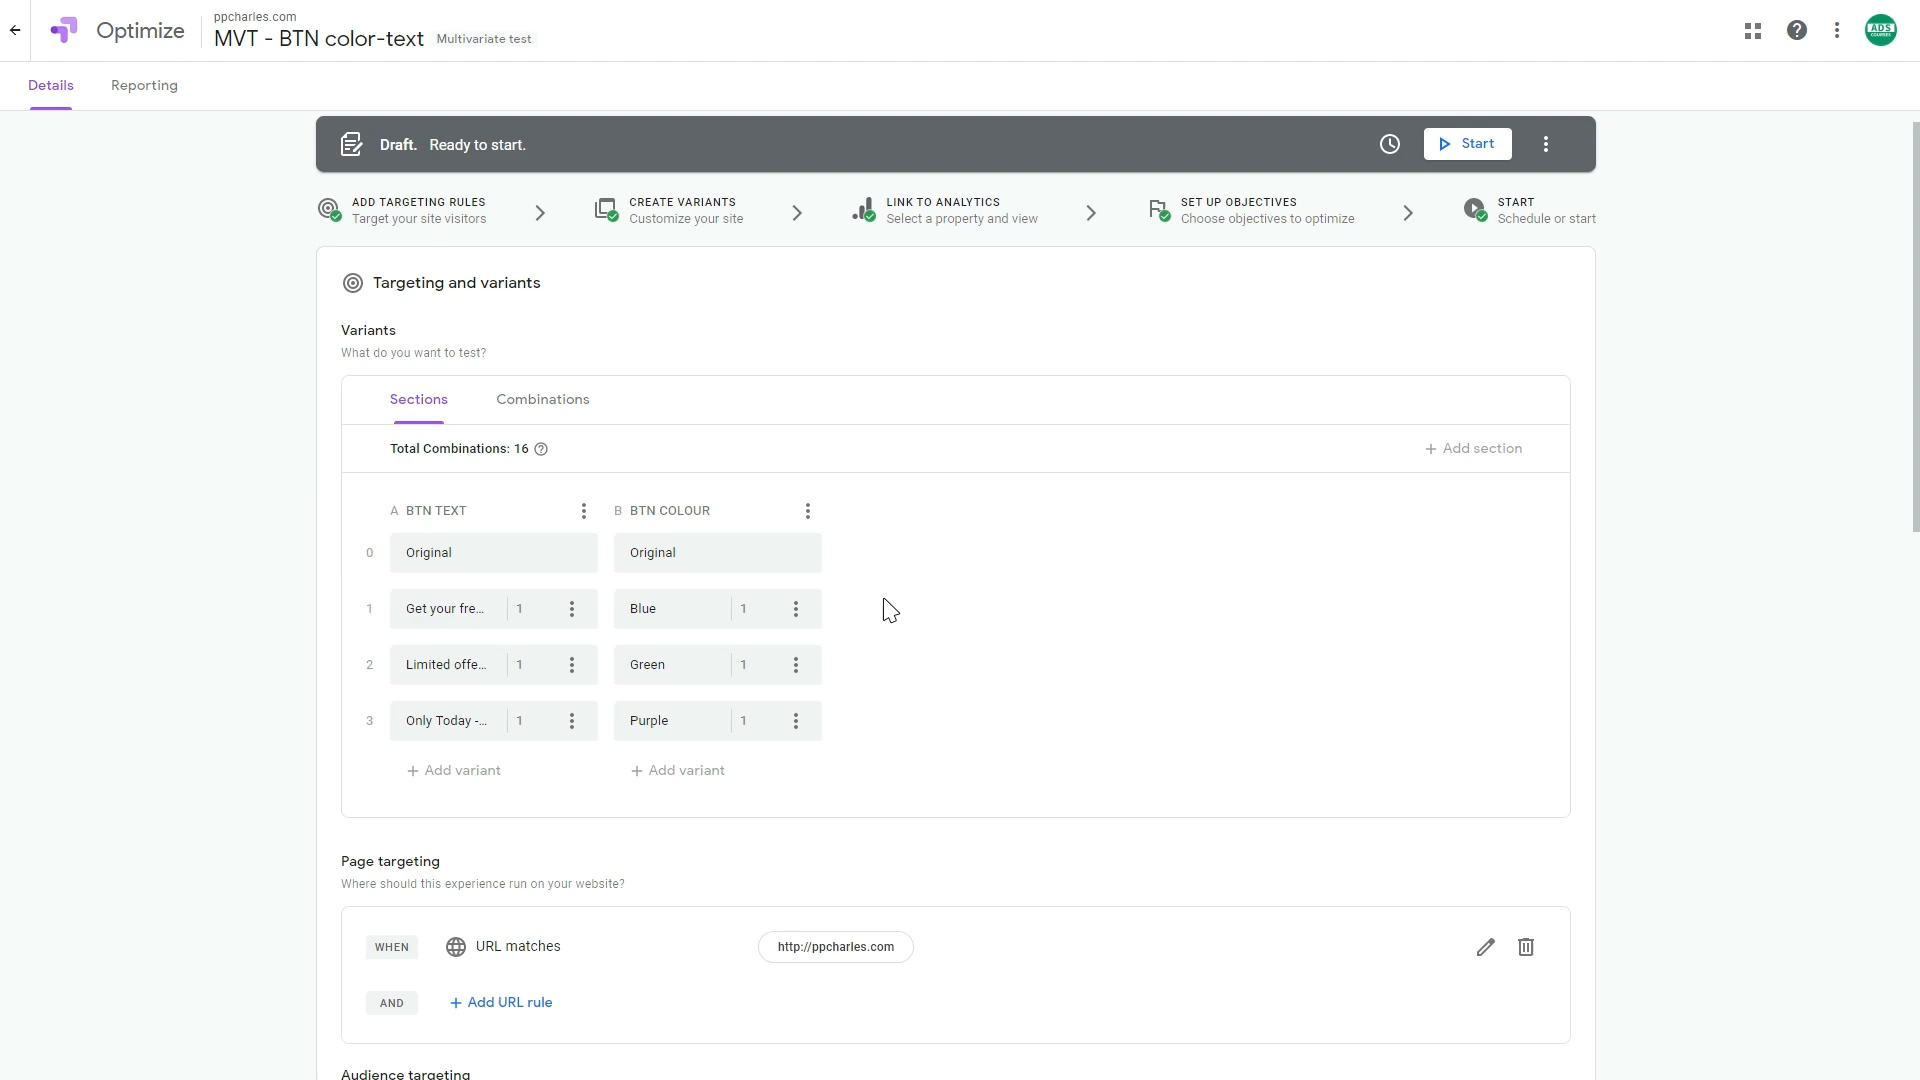 ppcharles.com
Optimize
MVT - BTN color-text Multivariate test
ADS
COURSES
Details Reporting
Draft. Ready to start.
Start
ADD TARGETING RULES
Target your site visitors
CREATE VARIANTS
Customize your site
LINK TO ANALYTICS
Select a property and view
SET UP OBJECTIVES
Choose objectives to optimize
START
Schedule or start
Targeting and variants
Variants
What do you want to test?
Sections Combinations
Total Combinations: 16
+ Add section
A BTN TEXT B BTN COLOUR
0 Original Original
1 Get your fre... 1 Blue 1
2 Limited offe... 1 Green 1
3 Only Today -... 1 Purple 1
+ Add variant + Add variant
Page targeting
Where should this experience run on your website?
WHEN URL matches http://ppcharles.com
AND + Add URL rule
Audience targeting